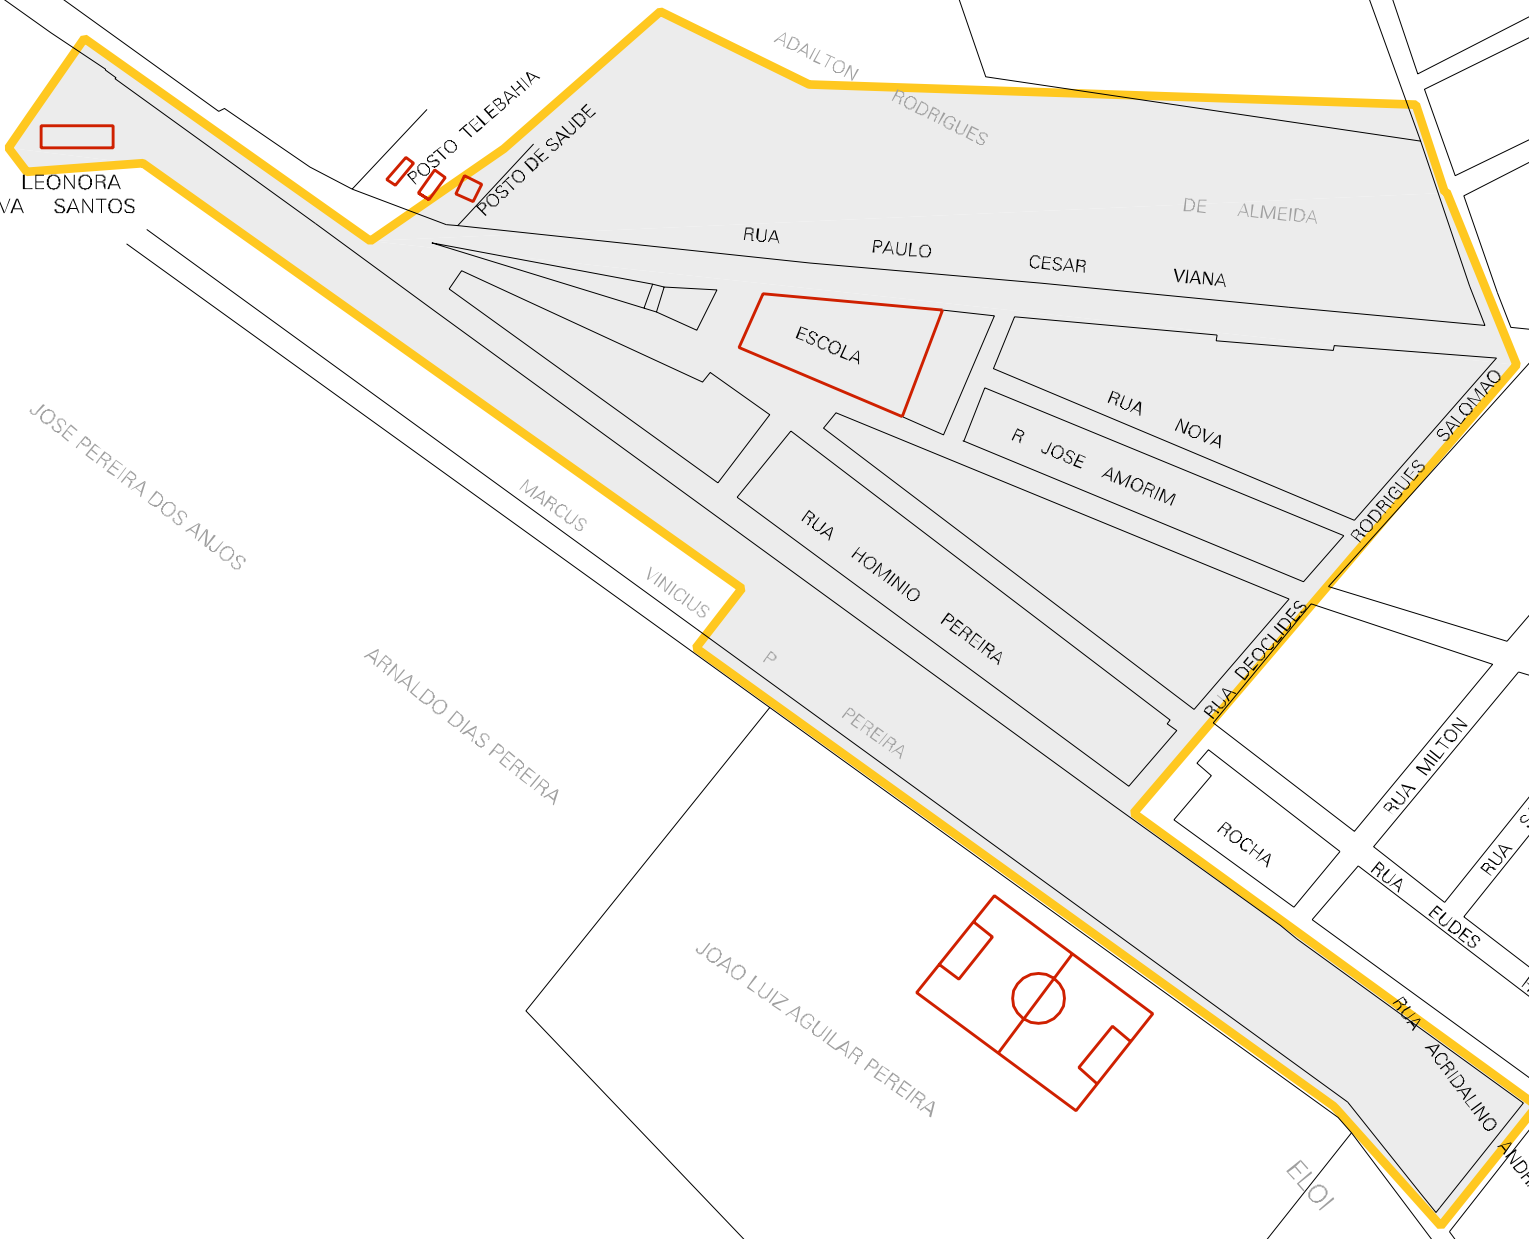 ADAILTON
RODRIGUES
DE ALMEIDA
POSTO TELEBAHIA
POSTO DE SAUDE
LEONORA
VA SANTOS
RUA PAULO CESAR VIANA
ESCOLA
RUA NOVA
R JOSE AMORIM
RUA HOMINIO PEREIRA
RUA DEOCLIDES RODRIGUES SALOMAO
JOSE PEREIRA DOS ANJOS
MARCUS
VINICIUS
P
PEREIRA
ARNALDO DIAS PEREIRA
JOAO LUIZ AGUILAR PEREIRA
ROCHA
RUA MILTON
RUA
RUA EUDES
RUA ACRIDALINO
ELOI